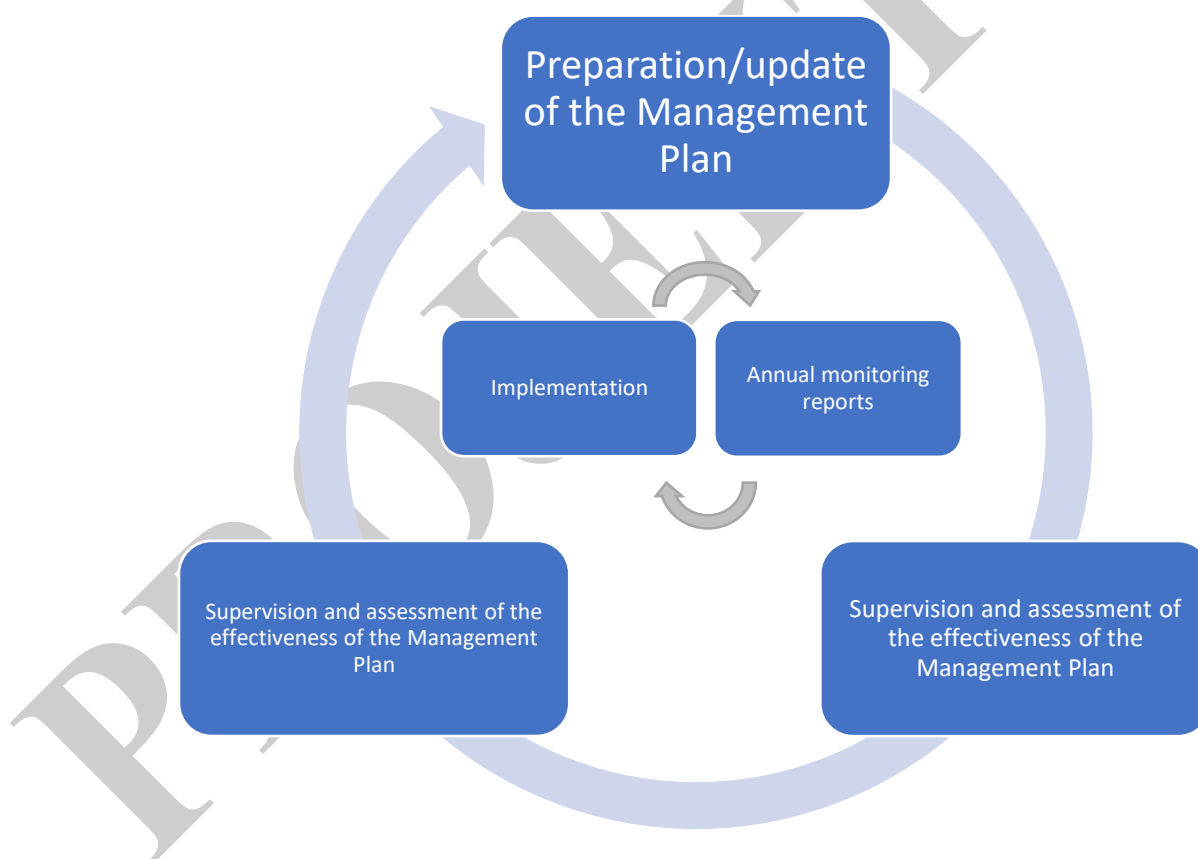 Preparation/update
of the Management
Plan
Implementation
Annual monitoring
reports
Supervision and assessment of the
effectiveness of the Management
Plan
Supervision and assessment of
the effectiveness of the
Management Plan